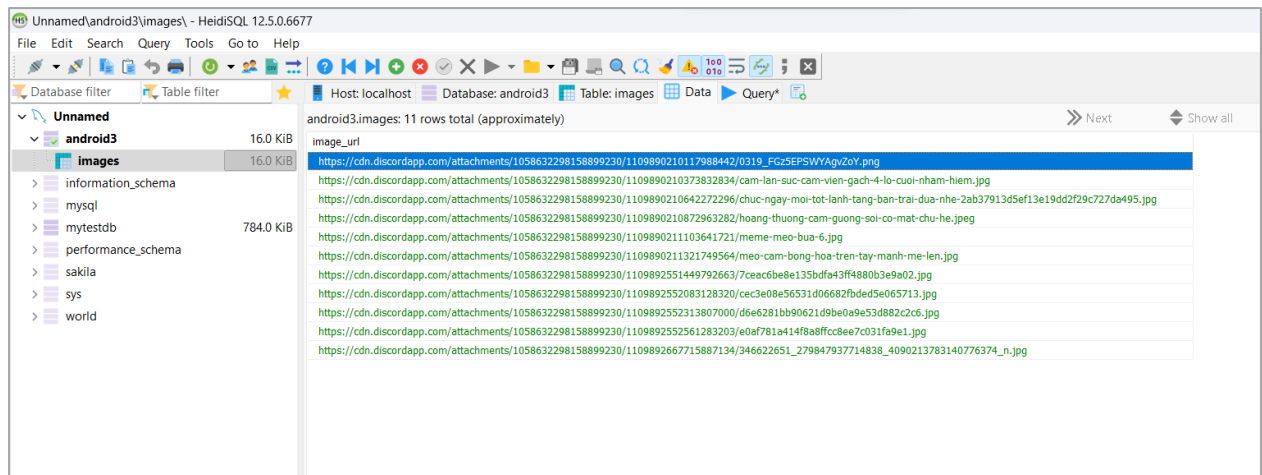 Unnamed\android3\images\ - HeidiSQL 12.5.0.6677
File Edit Search Query Tools Go to Help
Database filter Table filter Host: localhost Database: android3 Table: images Data Query*
Unnamed
android3 16.0 KiB
images 16.0 KiB
information_schema
mysql
mytestdb 784.0 KiB
performance_schema
sakila
sys
world
android3.images: 11 rows total (approximately) Next Show all
image_url
https://cdn.discordapp.com/attachments/1058632298158899230/1109890210117988442/0319_FGz5EPSWYAgvZoY.png
https://cdn.discordapp.com/attachments/1058632298158899230/1109890210373832834/cam-lan-suc-cam-vien-gach-4-lo-cuoi-nham-hiem.jpg
https://cdn.discordapp.com/attachments/1058632298158899230/1109890210642272296/chuc-ngay-moi-tot-lanh-tang-ban-trai-dua-nhe-2ab37913d5ef13e19dd2f29c727da495.jpg
https://cdn.discordapp.com/attachments/1058632298158899230/1109890210872963282/hoang-thuong-cam-guong-soi-co-mat-chu-he.jpeg
https://cdn.discordapp.com/attachments/1058632298158899230/1109890211103641721/meme-meo-bua-6.jpg
https://cdn.discordapp.com/attachments/1058632298158899230/1109890211321749564/meo-cam-bong-hoa-tren-tay-manh-me-len.jpg
https://cdn.discordapp.com/attachments/1058632298158899230/1109892551449792663/7ceac6be8e135bdfa43ff4880b3e9a02.jpg
https://cdn.discordapp.com/attachments/1058632298158899230/1109892552083128320/cec3e08e56531d06682fbded5e065713.jpg
https://cdn.discordapp.com/attachments/1058632298158899230/1109892552313807000/d6e6281bb90621d9be0a9e53d882c2c6.jpg
https://cdn.discordapp.com/attachments/1058632298158899230/1109892552561283203/e0af781a414f8a8ffcc8ee7c031fa9e1.jpg
https://cdn.discordapp.com/attachments/1058632298158899230/1109892667715887134/346622651_279847937714838_4090213783140776374_n.jpg